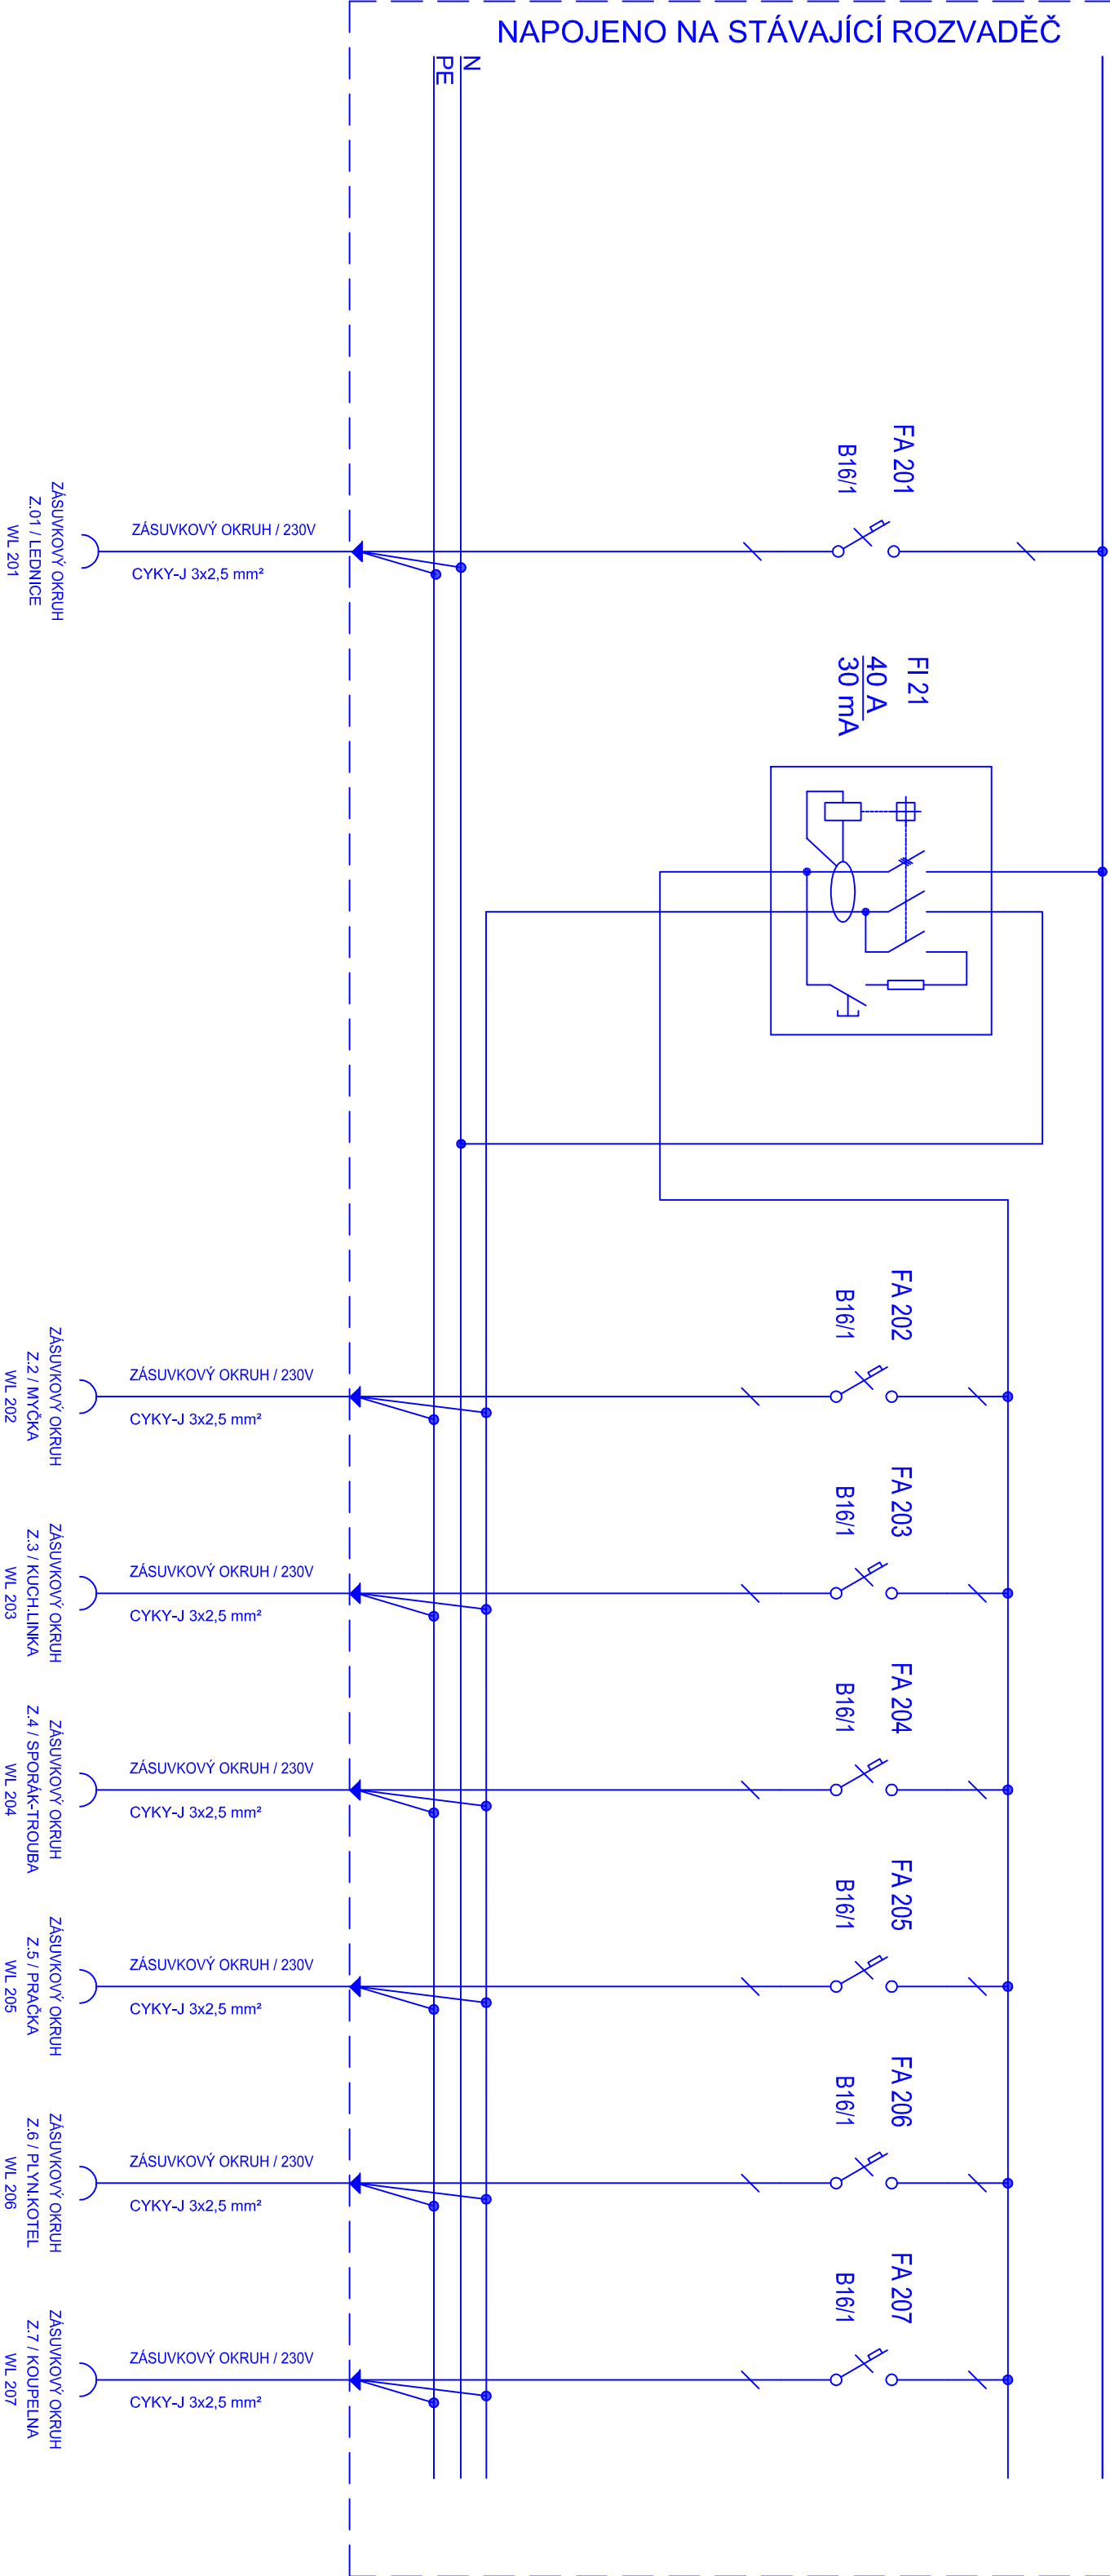 NAPOJENO NA STÁVAJÍCÍ ROZVADĚČ
N
PE
FA 201
B16/1
ZÁSUVKOVÝ OKRUH / 230V
CYKY-J 3x2,5 mm²
ZÁSUVKOVÝ OKRUH
Z.01 / LEDNICE
WL 201
FI 21
40 A
30 mA
FA 202
B16/1
ZÁSUVKOVÝ OKRUH / 230V
CYKY-J 3x2,5 mm²
ZÁSUVKOVÝ OKRUH
Z.2 / MYČKA
WL 202
FA 203
B16/1
ZÁSUVKOVÝ OKRUH / 230V
CYKY-J 3x2,5 mm²
ZÁSUVKOVÝ OKRUH
Z.3 / KUCH.LINKA
WL 203
FA 204
B16/1
ZÁSUVKOVÝ OKRUH / 230V
CYKY-J 3x2,5 mm²
ZÁSUVKOVÝ OKRUH
Z.4 / SPORÁK-TROUBA
WL 204
FA 205
B16/1
ZÁSUVKOVÝ OKRUH / 230V
CYKY-J 3x2,5 mm²
ZÁSUVKOVÝ OKRUH
Z.5 / PRAČKA
WL 205
FA 206
B16/1
ZÁSUVKOVÝ OKRUH / 230V
CYKY-J 3x2,5 mm²
ZÁSUVKOVÝ OKRUH
Z.6 / PLYN.KOTEL
WL 206
FA 207
B16/1
ZÁSUVKOVÝ OKRUH / 230V
CYKY-J 3x2,5 mm²
ZÁSUVKOVÝ OKRUH
Z.7 / KOUPELNA
WL 207